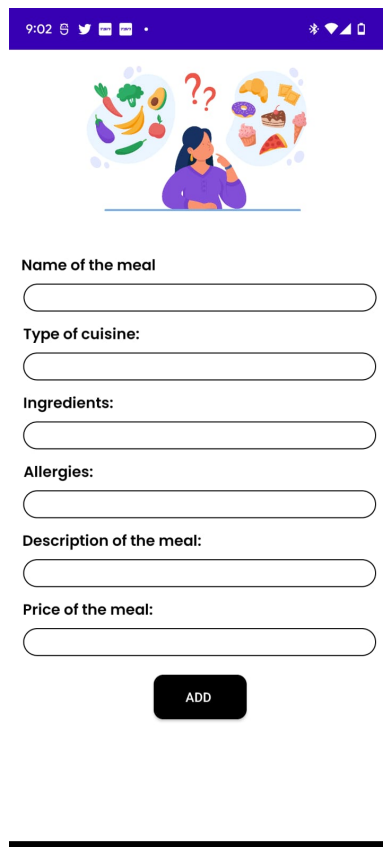 9:02
??
Name of the meal
Type of cuisine:
Ingredients:
Allergies:
Description of the meal:
Price of the meal:
ADD